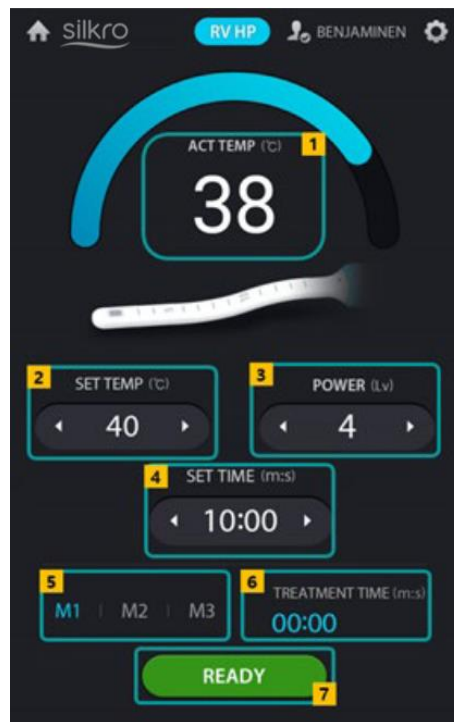 silkro RV HP BENJAMINEN
ACT TEMP (℃) 1
38
2 SET TEMP (℃)
40
3 POWER (Lv)
4
4 SET TIME (m:s)
10:00
5
M1 | M2 | M3
6 TREATMENT TIME (m:s)
00:00
READY
7